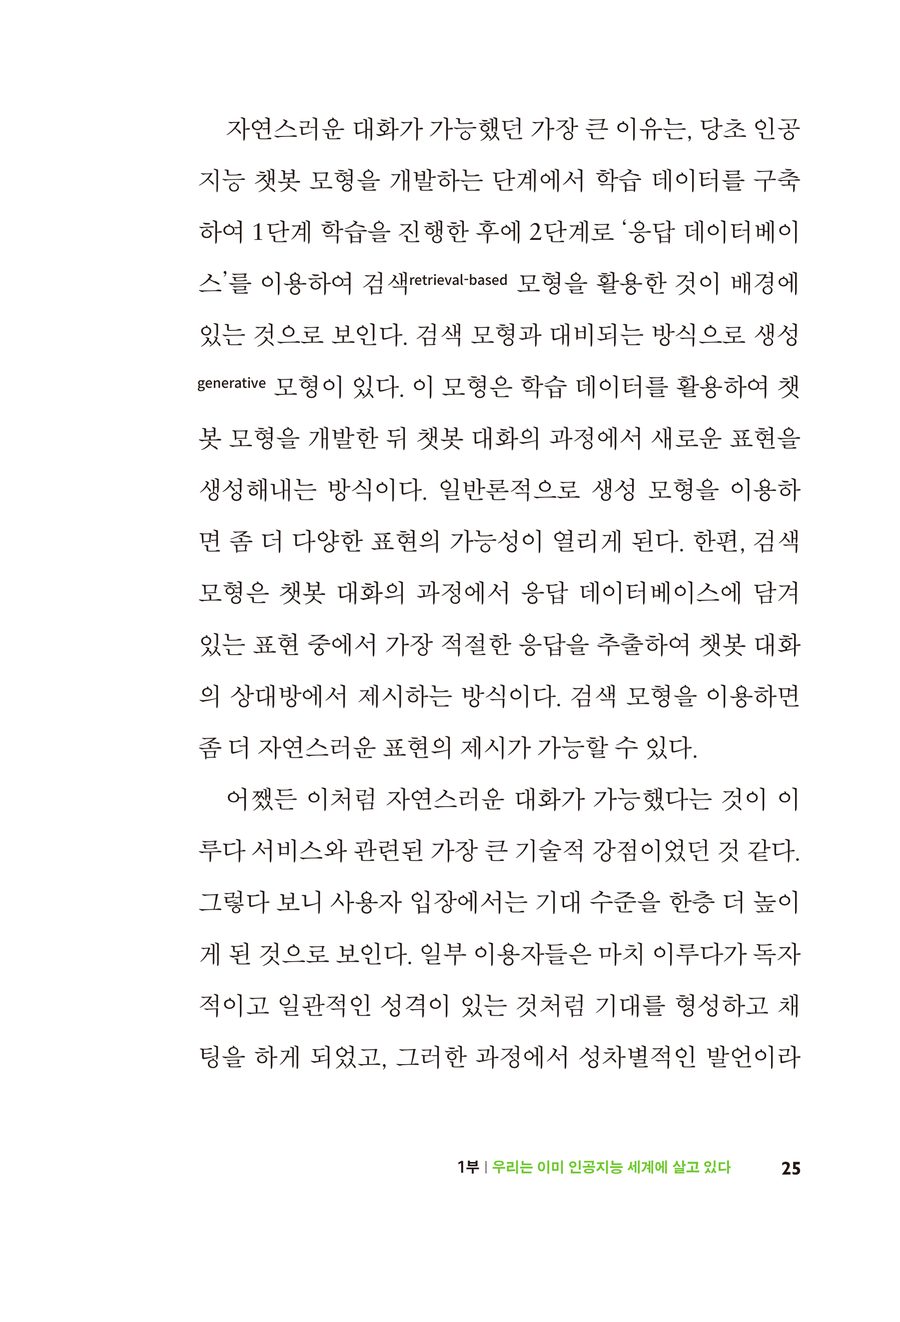 자연스러운 대화가 가능했던 가장 큰 이유는, 당초 인공
지능 챗봇 모형을 개발하는 단계에서 학습 데이터를 구축
하여 1단계 학습을 진행한 후에 2단계로 ‘응답 데이터베이
스’를 이용하여 검색retrieval-based 모형을 활용한 것이 배경에
있는 것으로 보인다. 검색 모형과 대비되는 방식으로 생성
generative 모형이 있다. 이 모형은 학습 데이터를 활용하여 챗
봇 모형을 개발한 뒤 챗봇 대화의 과정에서 새로운 표현을
생성해내는 방식이다. 일반론적으로 생성 모형을 이용하
면 좀 더 다양한 표현의 가능성이 열리게 된다. 한편, 검색
모형은 챗봇 대화의 과정에서 응답 데이터베이스에 담겨
있는 표현 중에서 가장 적절한 응답을 추출하여 챗봇 대화
의 상대방에서 제시하는 방식이다. 검색 모형을 이용하면
좀 더 자연스러운 표현의 제시가 가능할 수 있다.
어쨌든 이처럼 자연스러운 대화가 가능했다는 것이 이
루다 서비스와 관련된 가장 큰 기술적 강점이었던 것 같다.
그렇다 보니 사용자 입장에서는 기대 수준을 한층 더 높이
게 된 것으로 보인다. 일부 이용자들은 마치 이루다가 독자
적이고 일관적인 성격이 있는 것처럼 기대를 형성하고 채
팅을 하게 되었고, 그러한 과정에서 성차별적인 발언이라
1부 | 우리는 이미 인공지능 세계에 살고 있다 25